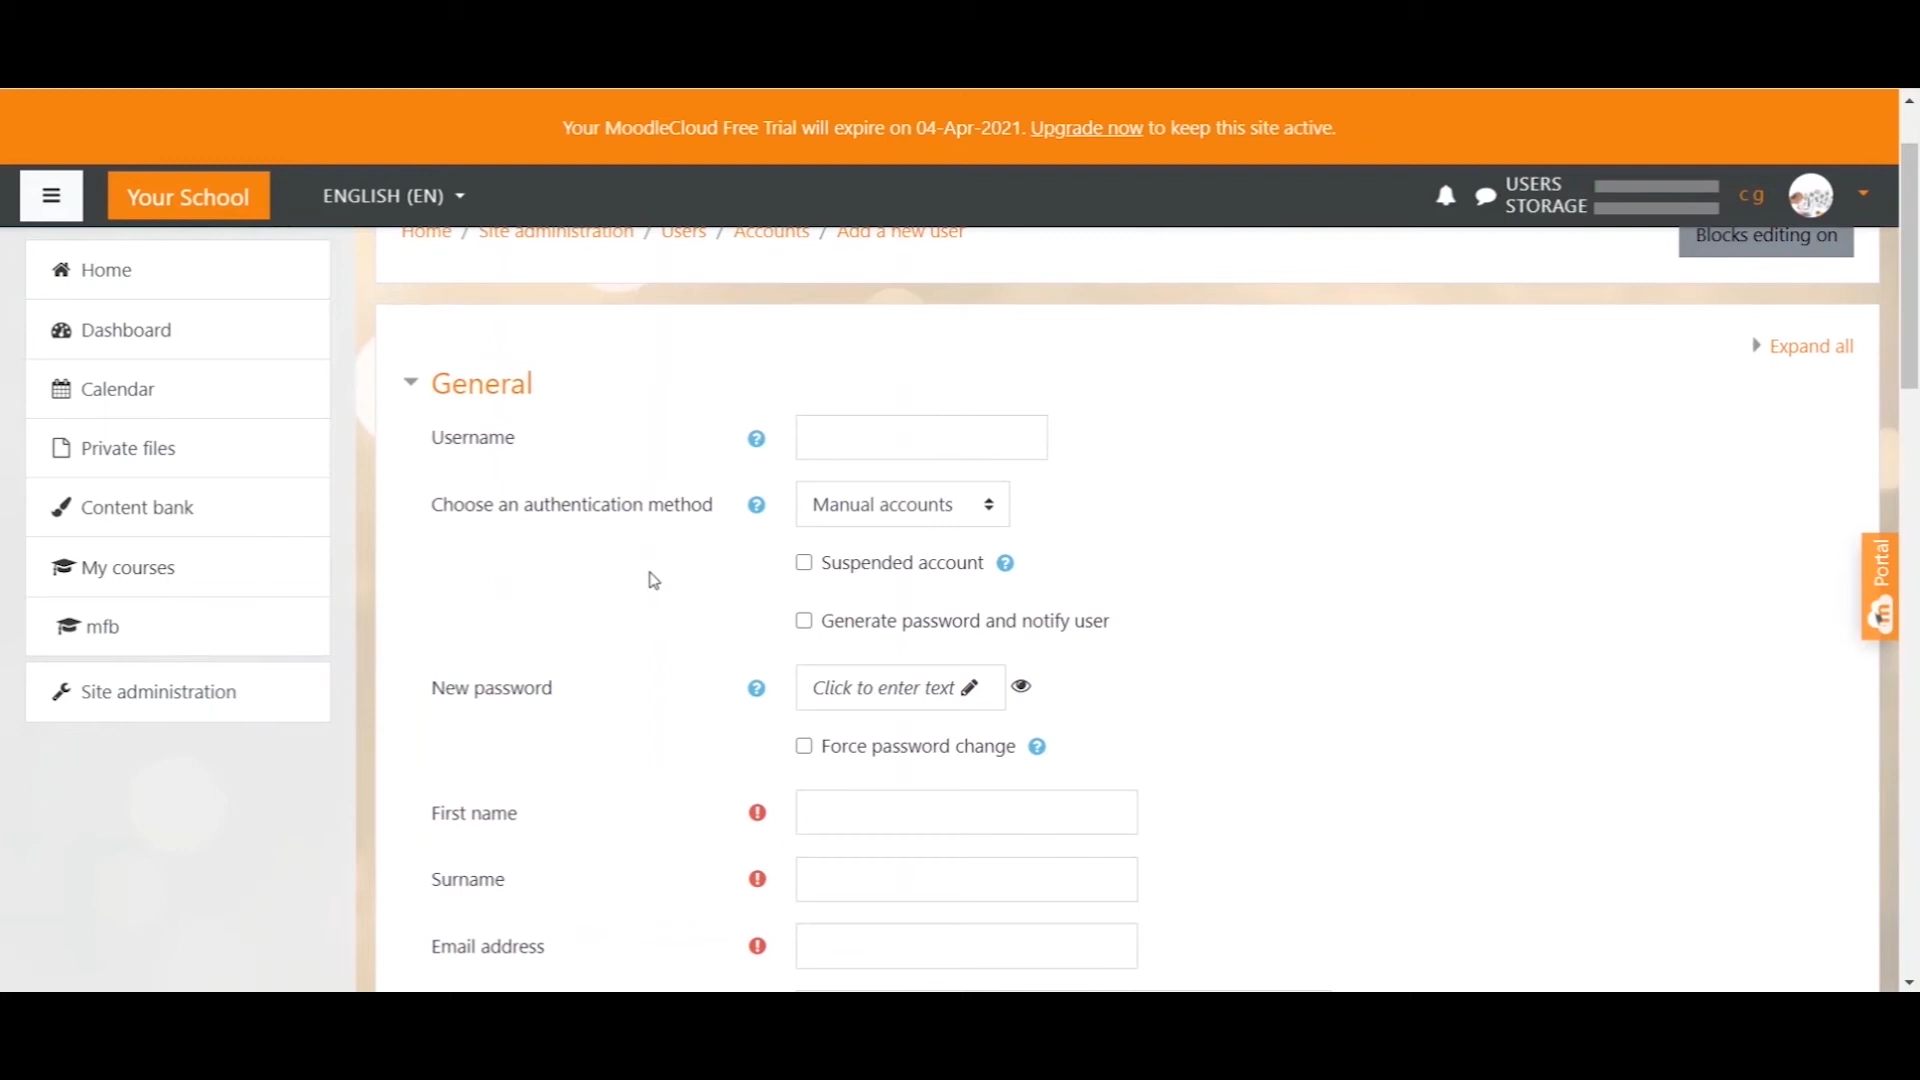 Your MoodleCloud Free Trial will expire on 04-Apr-2021. Upgrade now to keep this site active.
Your School
ENGLISH (EN)
USERS
STORAGE
c g
Home / Site administration / Users / Accounts / Add a new user
Blocks editing on
Home
Dashboard
Calendar
Private files
Content bank
My courses
mfb
Site administration
Expand all
General
Username
Choose an authentication method
Manual accounts
Suspended account
Generate password and notify user
New password
Click to enter text
Force password change
First name
Surname
Email address
Portal